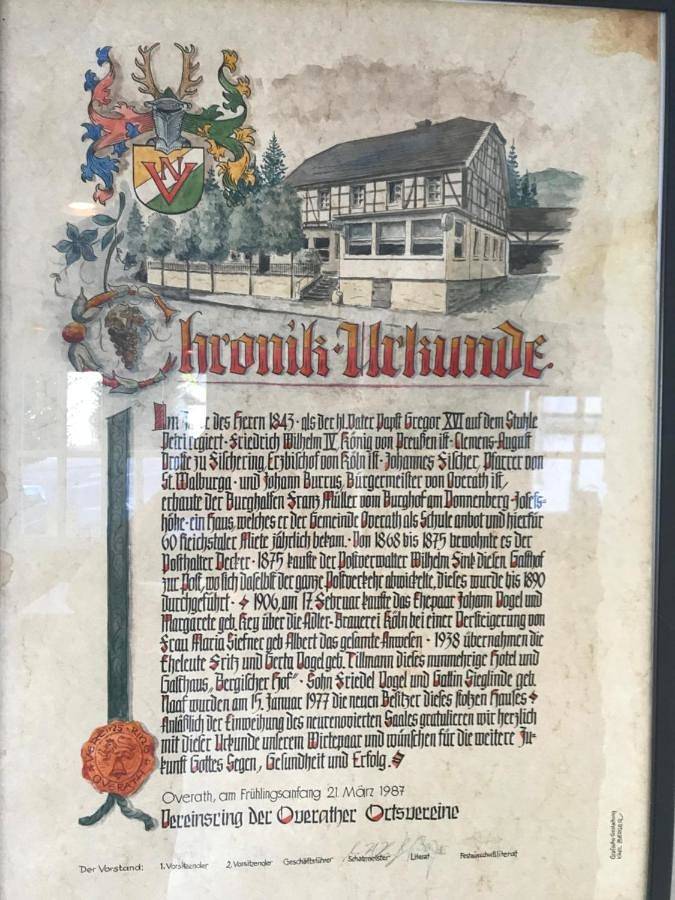 NV
Chronik·Urkunde
Im des Herrn 1843 · als der hl. Vater Papst Gregor XVI auf dem Stuhle
Petri regiert · Friedrich Wilhelm IV König von Preußen ist · Clemens-August
Droste zu Fischering Erzbischof von Köln ist · Johannes Fischer, Pfarrer von
St. Walburga · und Johann Burrus, Bürgermeister von Overath ist,
erbaute der Burghalfen Franz Müller vom Burghof am Donnenberg-Josefs-
höhe · ein Haus, welches er der Gemeinde Overath als Schule anbot und hierfür
60 Reichstaler Miete jährlich bekam. · Von 1868 bis 1875 bewohnte es der
Posthalter Decker · 1875 kaufte der Postverwalter Wilhelm Sink diesen Gasthof
zur Post, wo sich daselbst der ganze Postverkehr abwickelte, dieses wurde bis 1890
durchgeführt · 1906, am 17. Februar kaufte das Ehepaar Johann Vogel und
Margarete geb. Key über die Adler-Brauerei Köln bei einer Versteigerung von
Frau Maria Siefner geb. Albert das gesamte Anwesen · 1938 übernahmen die
Eheleute Fritz und Berta Vogel geb. Tillmann dieses nunmehrige Hotel und
Gasthaus „Bergischer Hof" · Sohn Friedel Vogel und Gattin Sieglinde geb.
Naaf wurden am 15. Januar 1977 die neuen Besitzer dieses stolzen Hauses
Anläßlich der Einweihung des neurenovierten Saales gratulieren wir herzlich
mit dieser Urkunde unserem Wirtepaar und wünschen für die weitere Zu-
kunft Gottes Segen, Gesundheit und Erfolg.
VEREINS-RING OVERATH
Overath, am Frühlingsanfang 21. März 1987
Vereinsring der Overather Ortsvereine
Der Vorstand: 1. Vorsitzender 2. Vorsitzender Geschäftsführer Schatzmeister Literat Festausschußliterat
Grafische Gestaltung